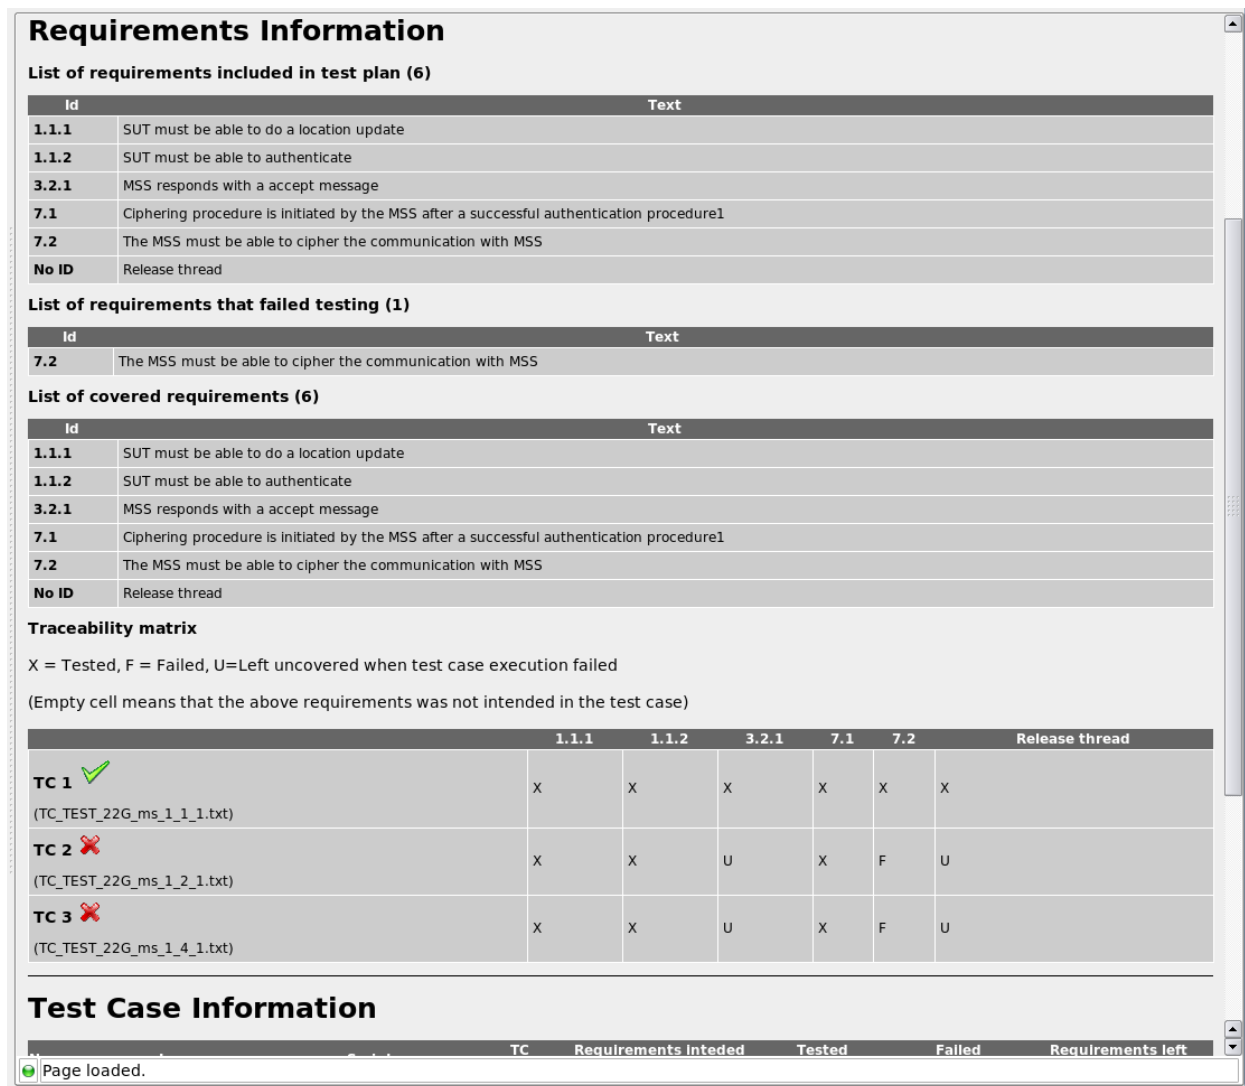 Requirements Information
List of requirements included in test plan (6)
Id Text
1.1.1 SUT must be able to do a location update
1.1.2 SUT must be able to authenticate
3.2.1 MSS responds with a accept message
7.1 Ciphering procedure is initiated by the MSS after a successful authentication procedure1
7.2 The MSS must be able to cipher the communication with MSS
No ID Release thread
List of requirements that failed testing (1)
Id Text
7.2 The MSS must be able to cipher the communication with MSS
List of covered requirements (6)
Id Text
1.1.1 SUT must be able to do a location update
1.1.2 SUT must be able to authenticate
3.2.1 MSS responds with a accept message
7.1 Ciphering procedure is initiated by the MSS after a successful authentication procedure1
7.2 The MSS must be able to cipher the communication with MSS
No ID Release thread
Traceability matrix
X = Tested, F = Failed, U=Left uncovered when test case execution failed
(Empty cell means that the above requirements was not intended in the test case)
1.1.1 1.1.2 3.2.1 7.1 7.2 Release thread
TC 1
X X X X X X
(TC_TEST_22G_ms_1_1_1.txt)
TC 2
X X U X F U
(TC_TEST_22G_ms_1_2_1.txt)
TC 3
X X U X F U
(TC_TEST_22G_ms_1_4_1.txt)
Test Case Information
TC Requirements inteded Tested Failed Requirements left
Page loaded.